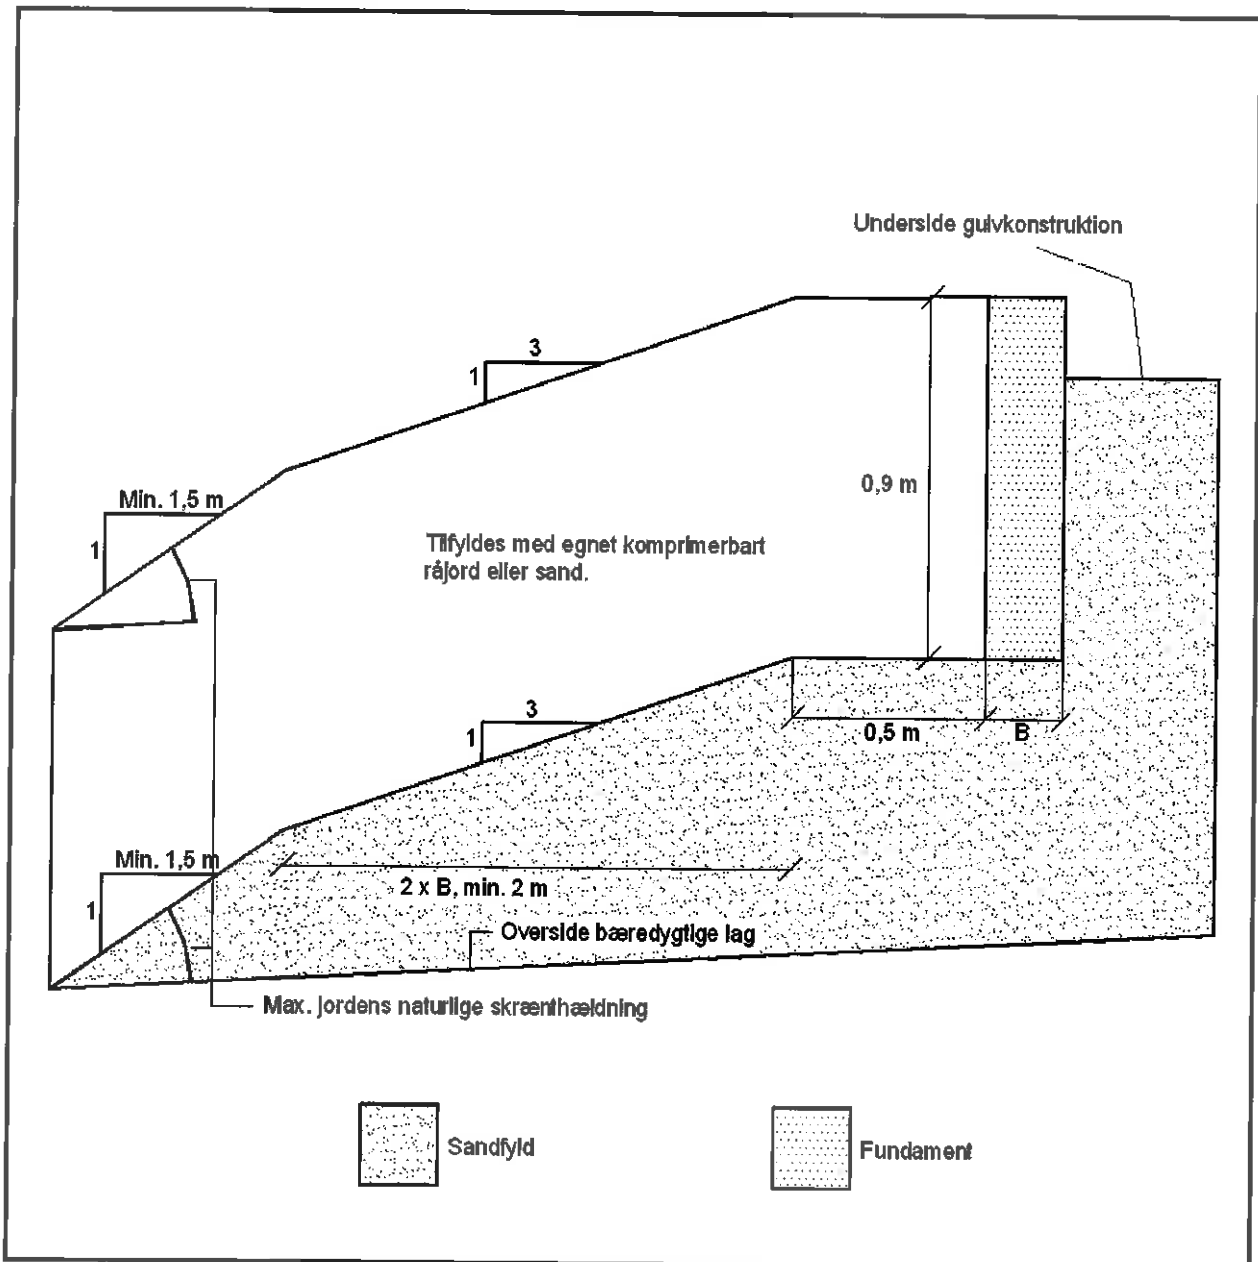 Underside gulvkonstruktion
3
1
Min. 1,5 m
1
0,9 m
Tilfyldes med egnet komprimerbart
råjord eller sand.
3
1
0,5 m
B
Min. 1,5 m
1
2 x B, min. 2 m
Overside bæredygtige lag
Max. jordens naturlige skrænthældning
Sandfyld
Fundament